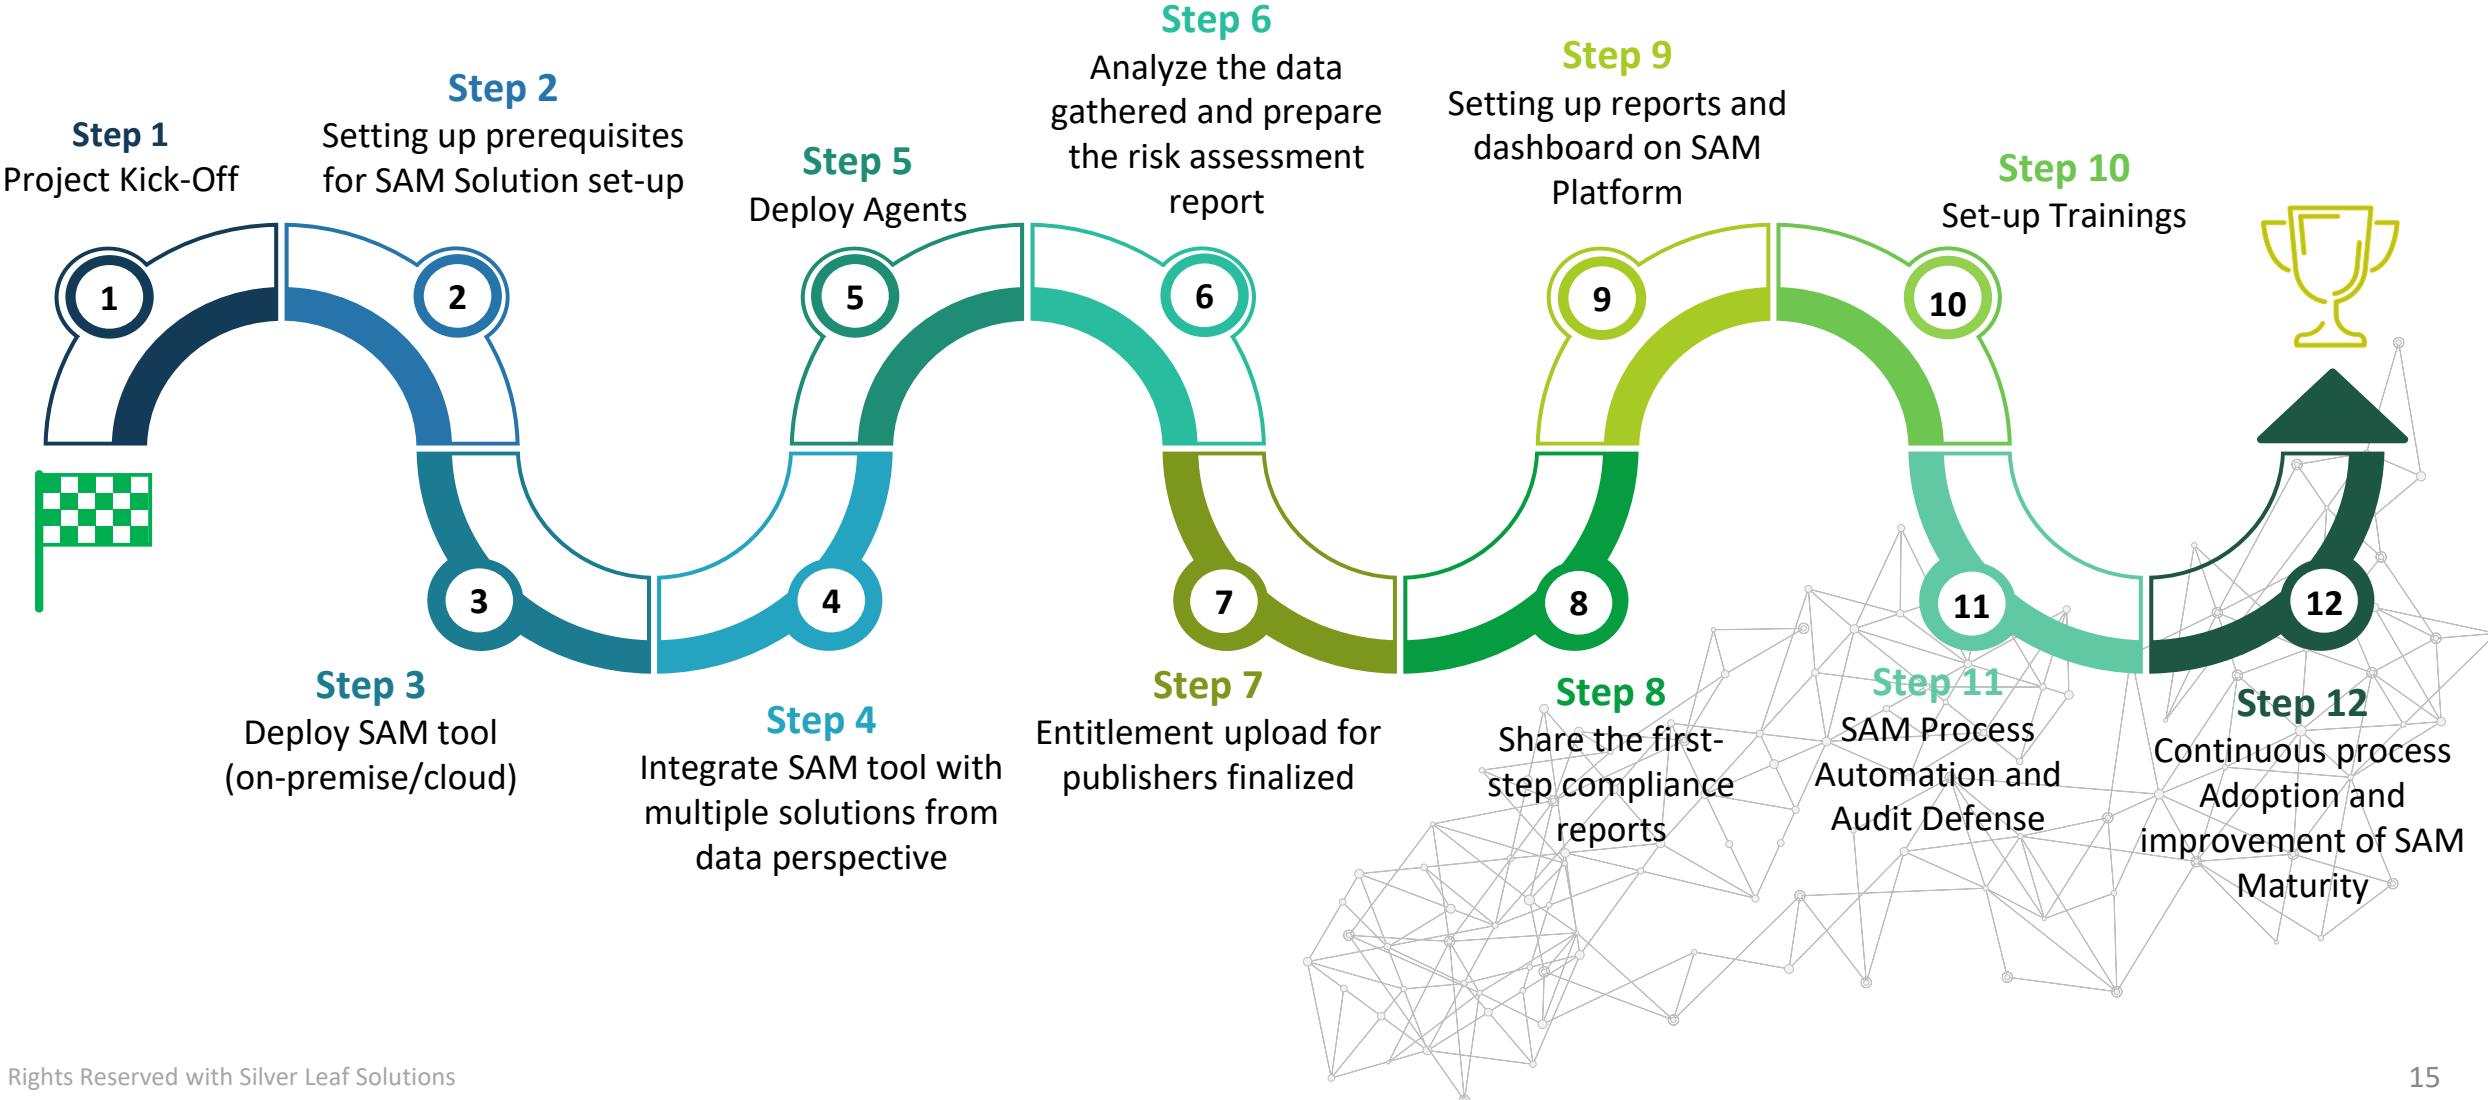 Step 1
Project Kick-Off
Step 2
Setting up prerequisites
for SAM Solution set-up
Step 3
Deploy SAM tool
(on-premise/cloud)
Step 4
Integrate SAM tool with
multiple solutions from
data perspective
Step 5
Deploy Agents
Step 6
Analyze the data
gathered and prepare
the risk assessment
report
Step 7
Entitlement upload for
publishers finalized
Step 8
Share the first-
step compliance
reports
Step 9
Setting up reports and
dashboard on SAM
Platform
Step 10
Set-up Trainings
Step 11
SAM Process
Automation and
Audit Defense
Step 12
Continuous process
Adoption and
improvement of SAM
Maturity
1
2
3
4
5
6
7
8
9
10
11
12
Rights Reserved with Silver Leaf Solutions
15